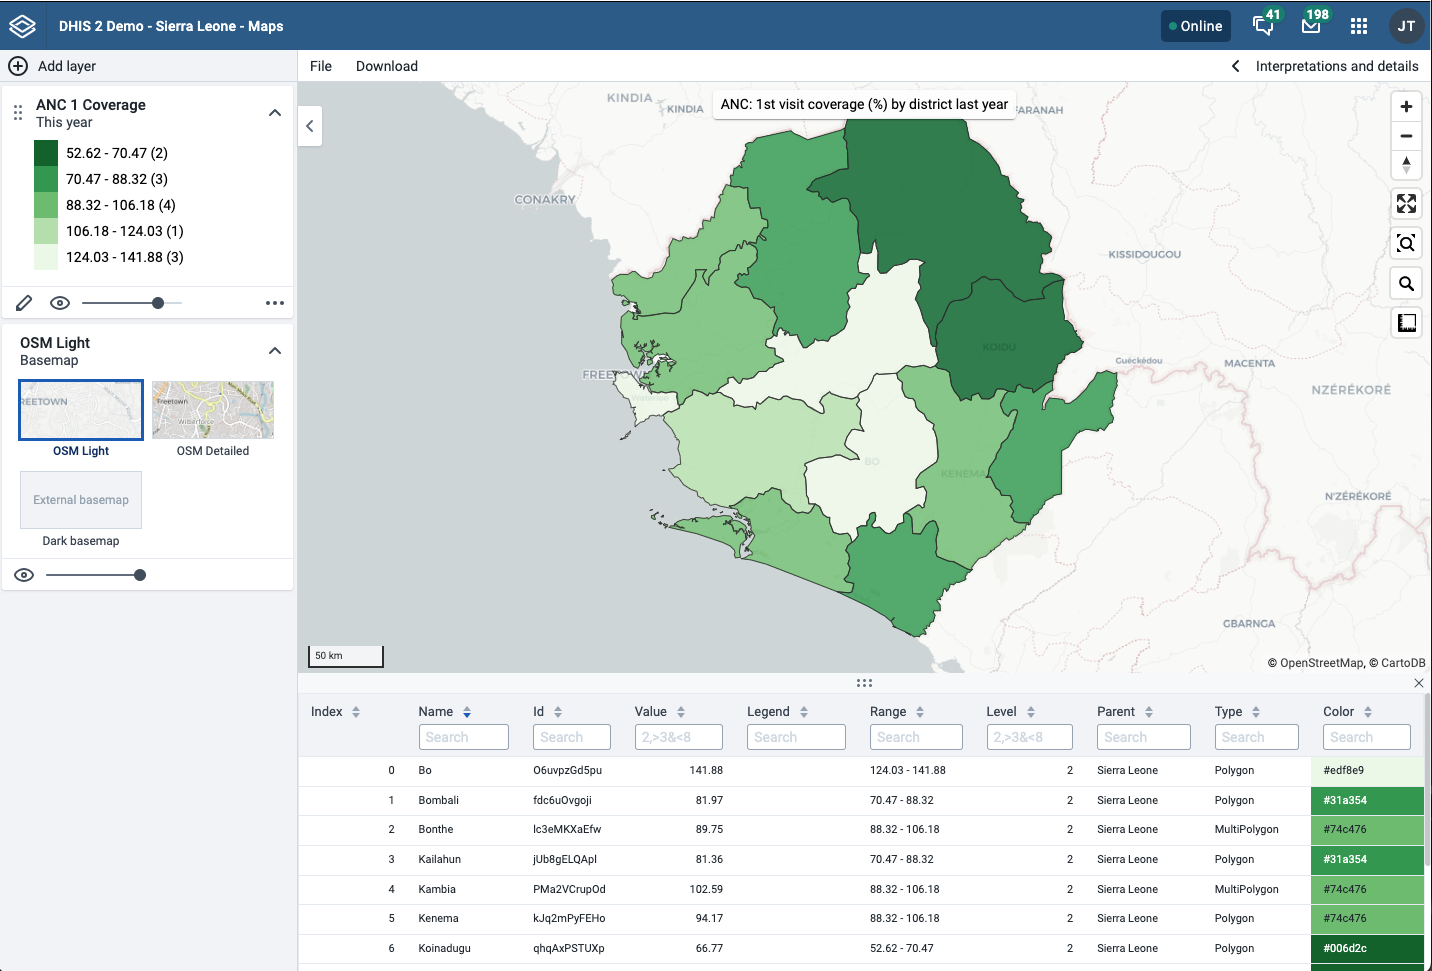 DHIS 2 Demo - Sierra Leone - Maps
Online
41
198
JT
Add layer
File
Download
Interpretations and details
ANC 1 Coverage
This year
52.62 - 70.47 (2)
70.47 - 88.32 (3)
88.32 - 106.18 (4)
106.18 - 124.03 (1)
124.03 - 141.88 (3)
OSM Light
Basemap
REETOWN
Freetown
Wilberforce
OSM Light
OSM Detailed
External basemap
Dark basemap
ANC: 1st visit coverage (%) by district last year
KINDIA
KINDIA
FARANAH
CONAKRY
KISSIDOUGOU
KOIDU
Guéckédou
MACENTA
FREETOWN
Waterloo
NZÉRÉKORÉ
BO
KENEMA
N'ZÉRÉKORÉ
GBARNGA
50 km
© OpenStreetMap, © CartoDB
Index Name Id Value Legend Range Level Parent Type Color
Search Search 2,>3&<8 Search Search 2,>3&<8 Search Search Search
0 Bo O6uvpzGd5pu 141.88 124.03 - 141.88 2 Sierra Leone Polygon #edf8e9
1 Bombali fdc6uOvgoji 81.97 70.47 - 88.32 2 Sierra Leone Polygon #31a354
2 Bonthe lc3eMKXaEfw 89.75 88.32 - 106.18 2 Sierra Leone MultiPolygon #74c476
3 Kailahun jUb8gELQApl 81.36 70.47 - 88.32 2 Sierra Leone Polygon #31a354
4 Kambia PMa2VCrupOd 102.59 88.32 - 106.18 2 Sierra Leone MultiPolygon #74c476
5 Kenema kJq2mPyFEHo 94.17 88.32 - 106.18 2 Sierra Leone Polygon #74c476
6 Koinadugu qhqAxPSTUXp 66.77 52.62 - 70.47 2 Sierra Leone Polygon #006d2c